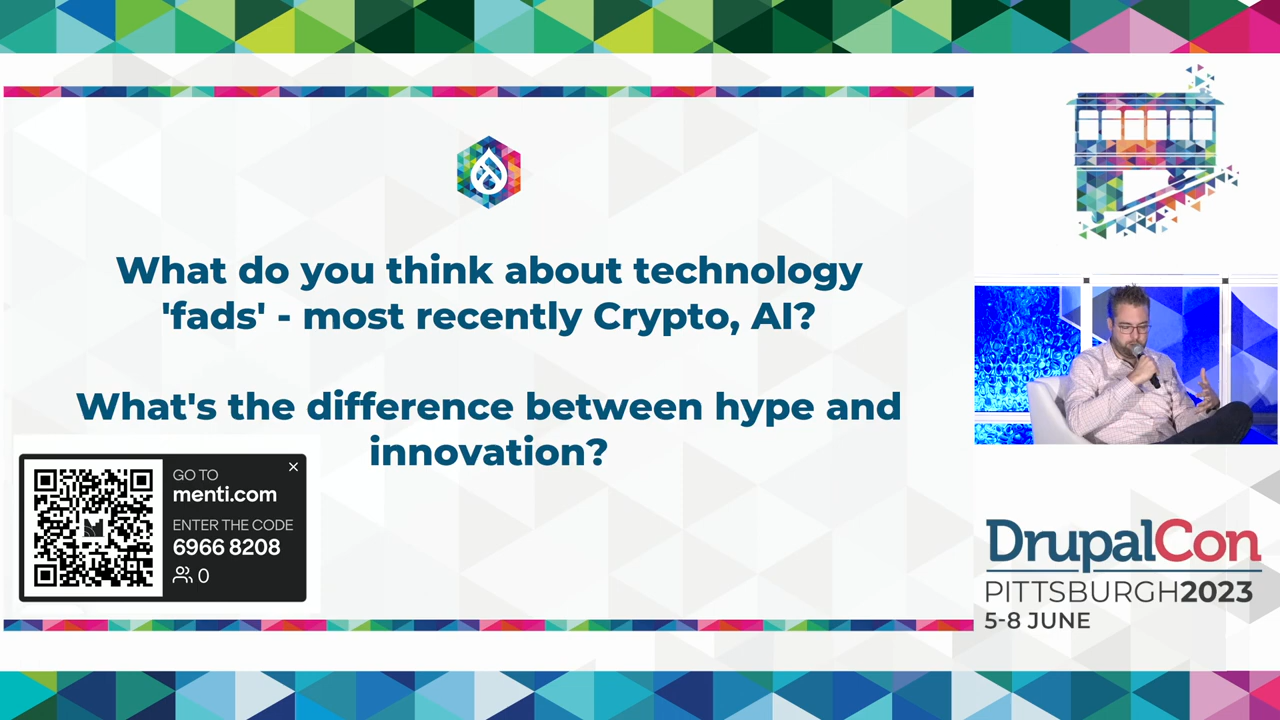 What do you think about technology
'fads' - most recently Crypto, AI?
What's the difference between hype and
innovation?
GO TO
menti.com
ENTER THE CODE
6966 8208
0
DrupalCon
PITTSBURGH2023
5-8 JUNE